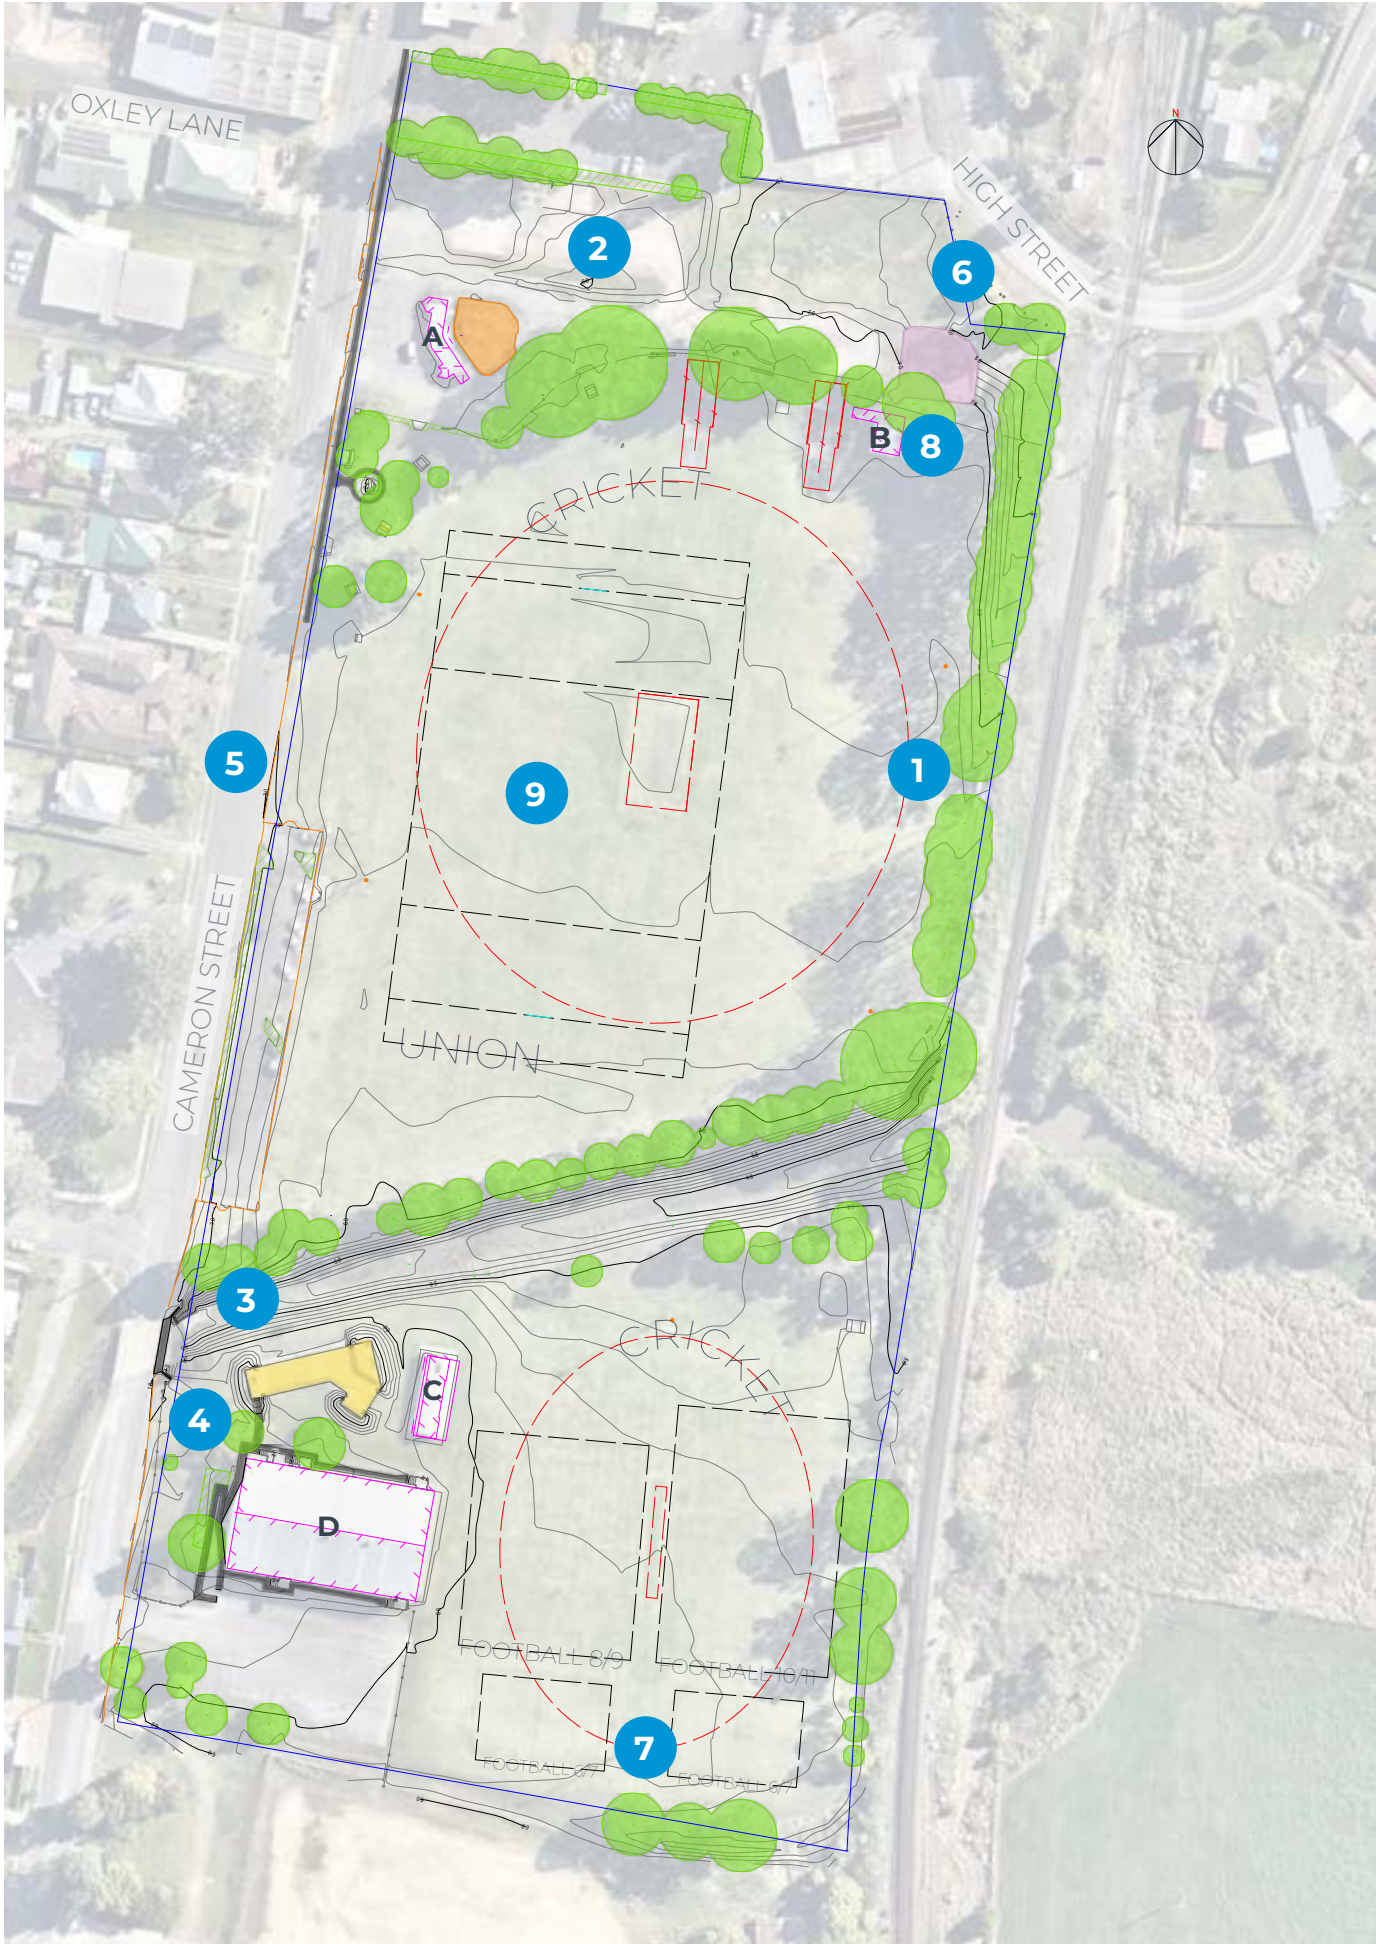 OXLEY LANE
N
HIGH STREET
2
6
A
B
8
CRICKET
5
1
9
CAMERON STREET
UNION
3
CRICKET
C
4
D
FOOTBALL 8/9
FOOTBALL 10/11
7
FOOTBALL 6/7
FOOTBALL 6/7